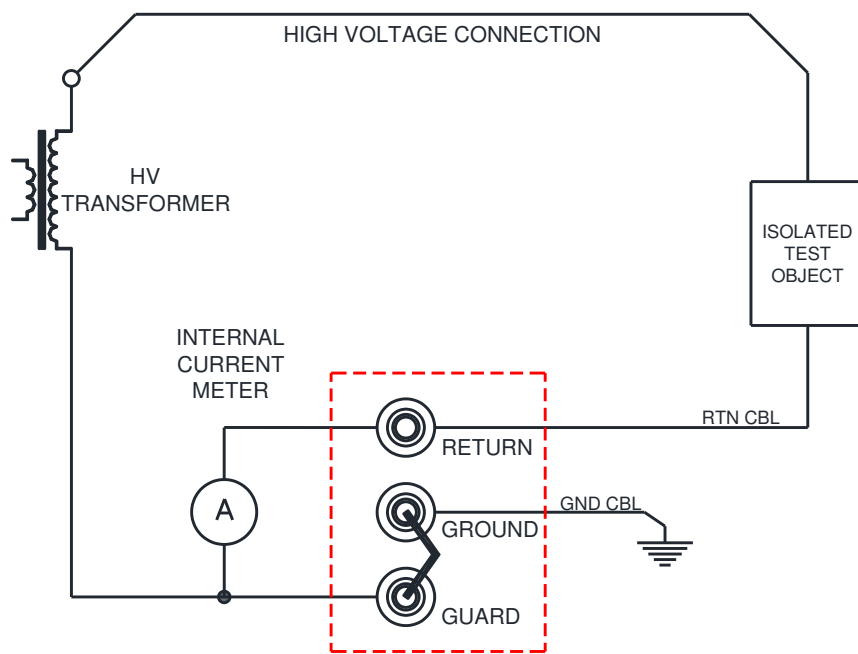 HIGH VOLTAGE CONNECTION
HV
TRANSFORMER
ISOLATED
TEST
OBJECT
INTERNAL
CURRENT
METER
RTN CBL
RETURN
A
GND CBL
GROUND
GUARD